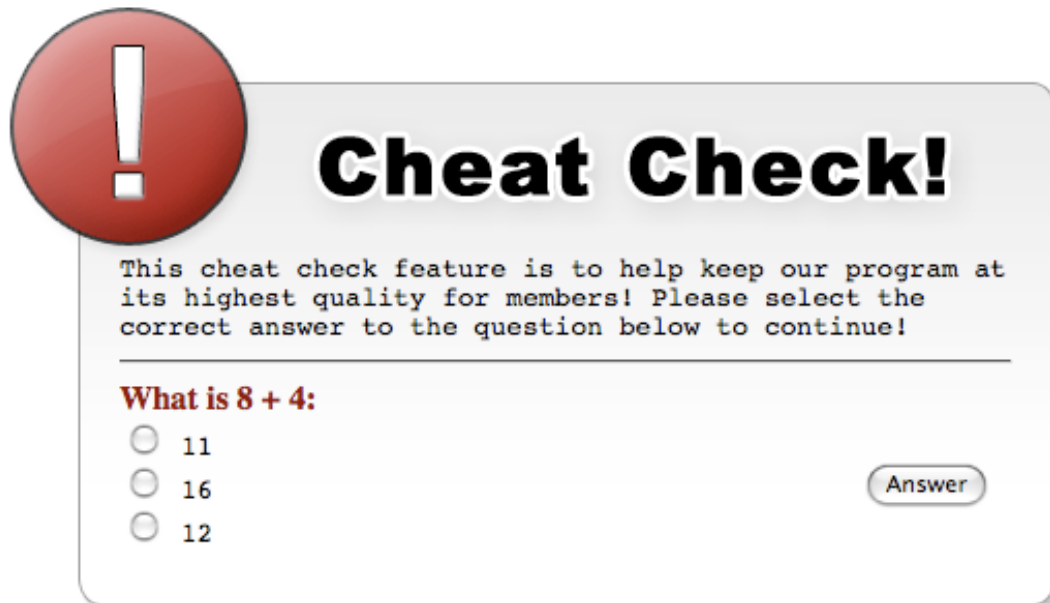 Cheat Check!
This cheat check feature is to help keep our program at
its highest quality for members! Please select the
correct answer to the question below to continue!
What is 8 + 4:
11
16
Answer
12